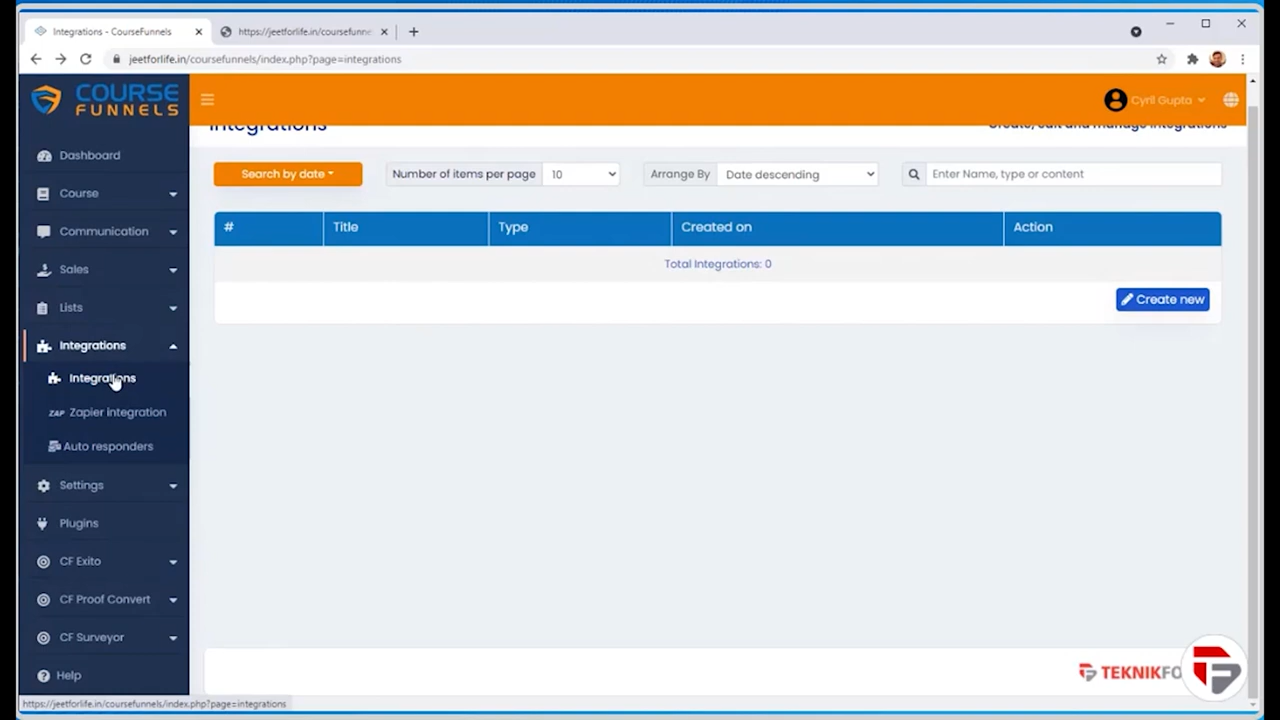 Integrations - CourseFunnels
https://jeetforlife.in/coursefunne
jeetforlife.in/coursefunnels/index.php?page=integrations
COURSE
FUNNELS
Cyril Gupta
Integrations
Create, edit and manage integrations
Dashboard
Course
Communication
Sales
Lists
Integrations
Integrations
ZAP Zapier integration
Auto responders
Settings
Plugins
CF Exito
CF Proof Convert
CF Surveyor
Help
Search by date
Number of items per page 10
Arrange By Date descending
Enter Name, type or content
# Title Type Created on Action
Total Integrations: 0
Create new
TEKNIKFO
https://jeetforlife.in/coursefunnels/index.php?page=integrations